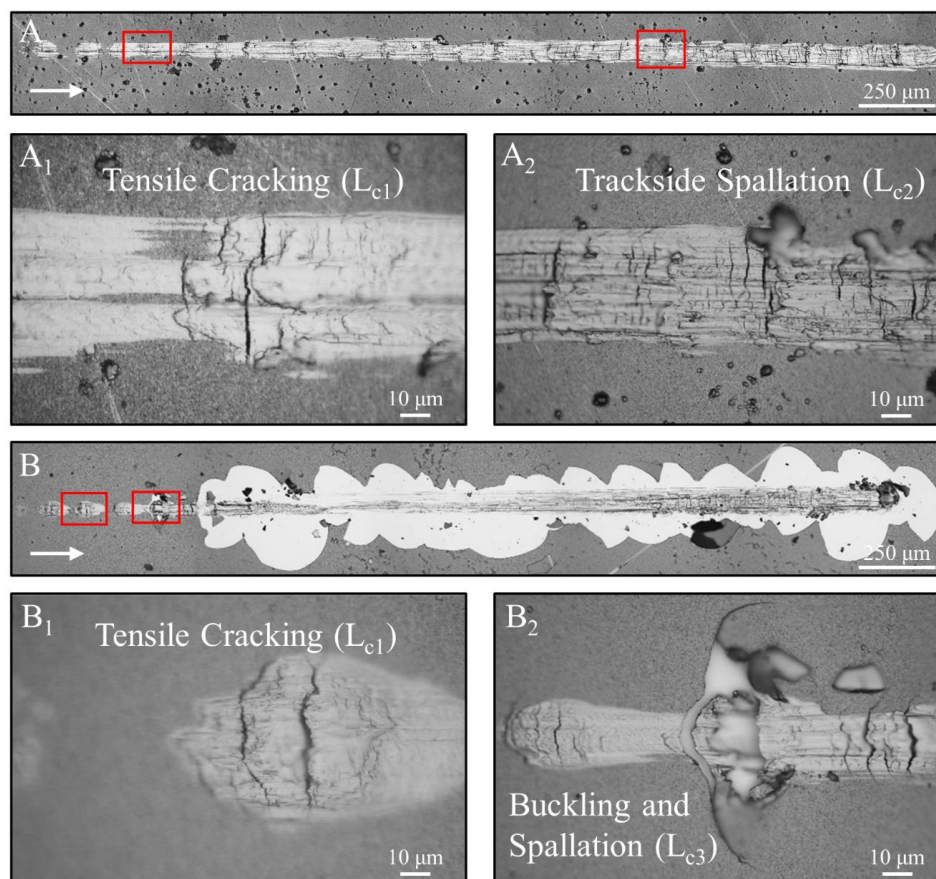 A
250 μm
A1
Tensile Cracking (Lc1)
10 μm
A2
Trackside Spallation (Lc2)
10 μm
B
250 μm
B1
Tensile Cracking (Lc1)
10 μm
B2
Buckling and
Spallation (Lc3)
10 μm